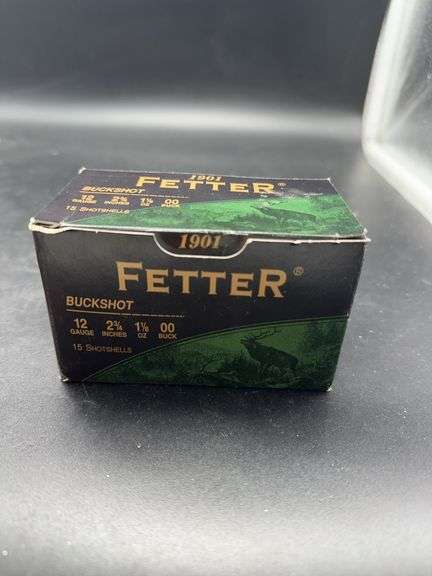 1901
FETTER®
BUCKSHOT
12 2¾ 1⅛ 00
GAUGE INCHES OZ BUCK
15 SHOTSHELLS
1901
FETTER®
BUCKSHOT
12 2¾ 1⅛ 00
GAUGE INCHES OZ BUCK
15 SHOTSHELLS